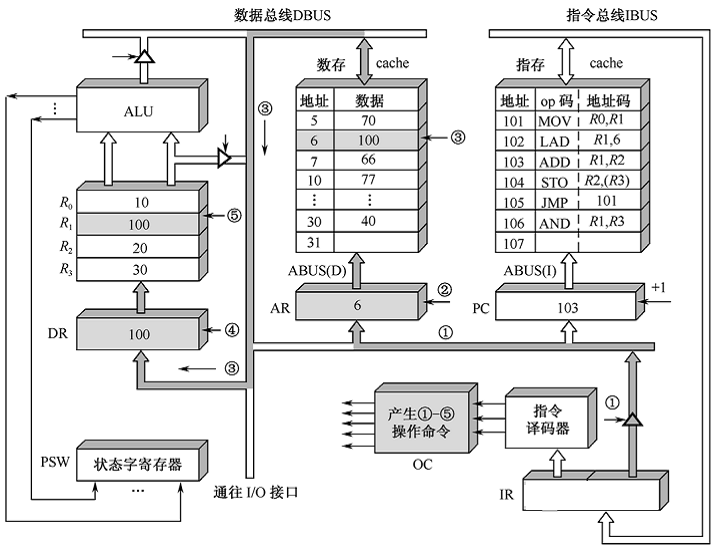 数据总线DBUS
指令总线IBUS
数存 cache
指存 cache
ALU
③
地址 数据
5 70
6 100
7 66
10 77
⋮ ⋮
30 40
31
③
地址 op 码 地址码
101 MOV R0,R1
102 LAD R1,6
103 ADD R1,R2
104 STO R2,(R3)
105 JMP 101
106 AND R1,R3
107
R₀ 10
R₁ 100
R₂ 20
R₃ 30
⑤
ABUS(D)
ABUS(I)
AR 6
②
PC 103
+1
DR 100
④
①
③
产生①-⑤
操作命令
OC
指令
译码器
①
PSW 状态字寄存器
...
通往 I/O 接口
IR